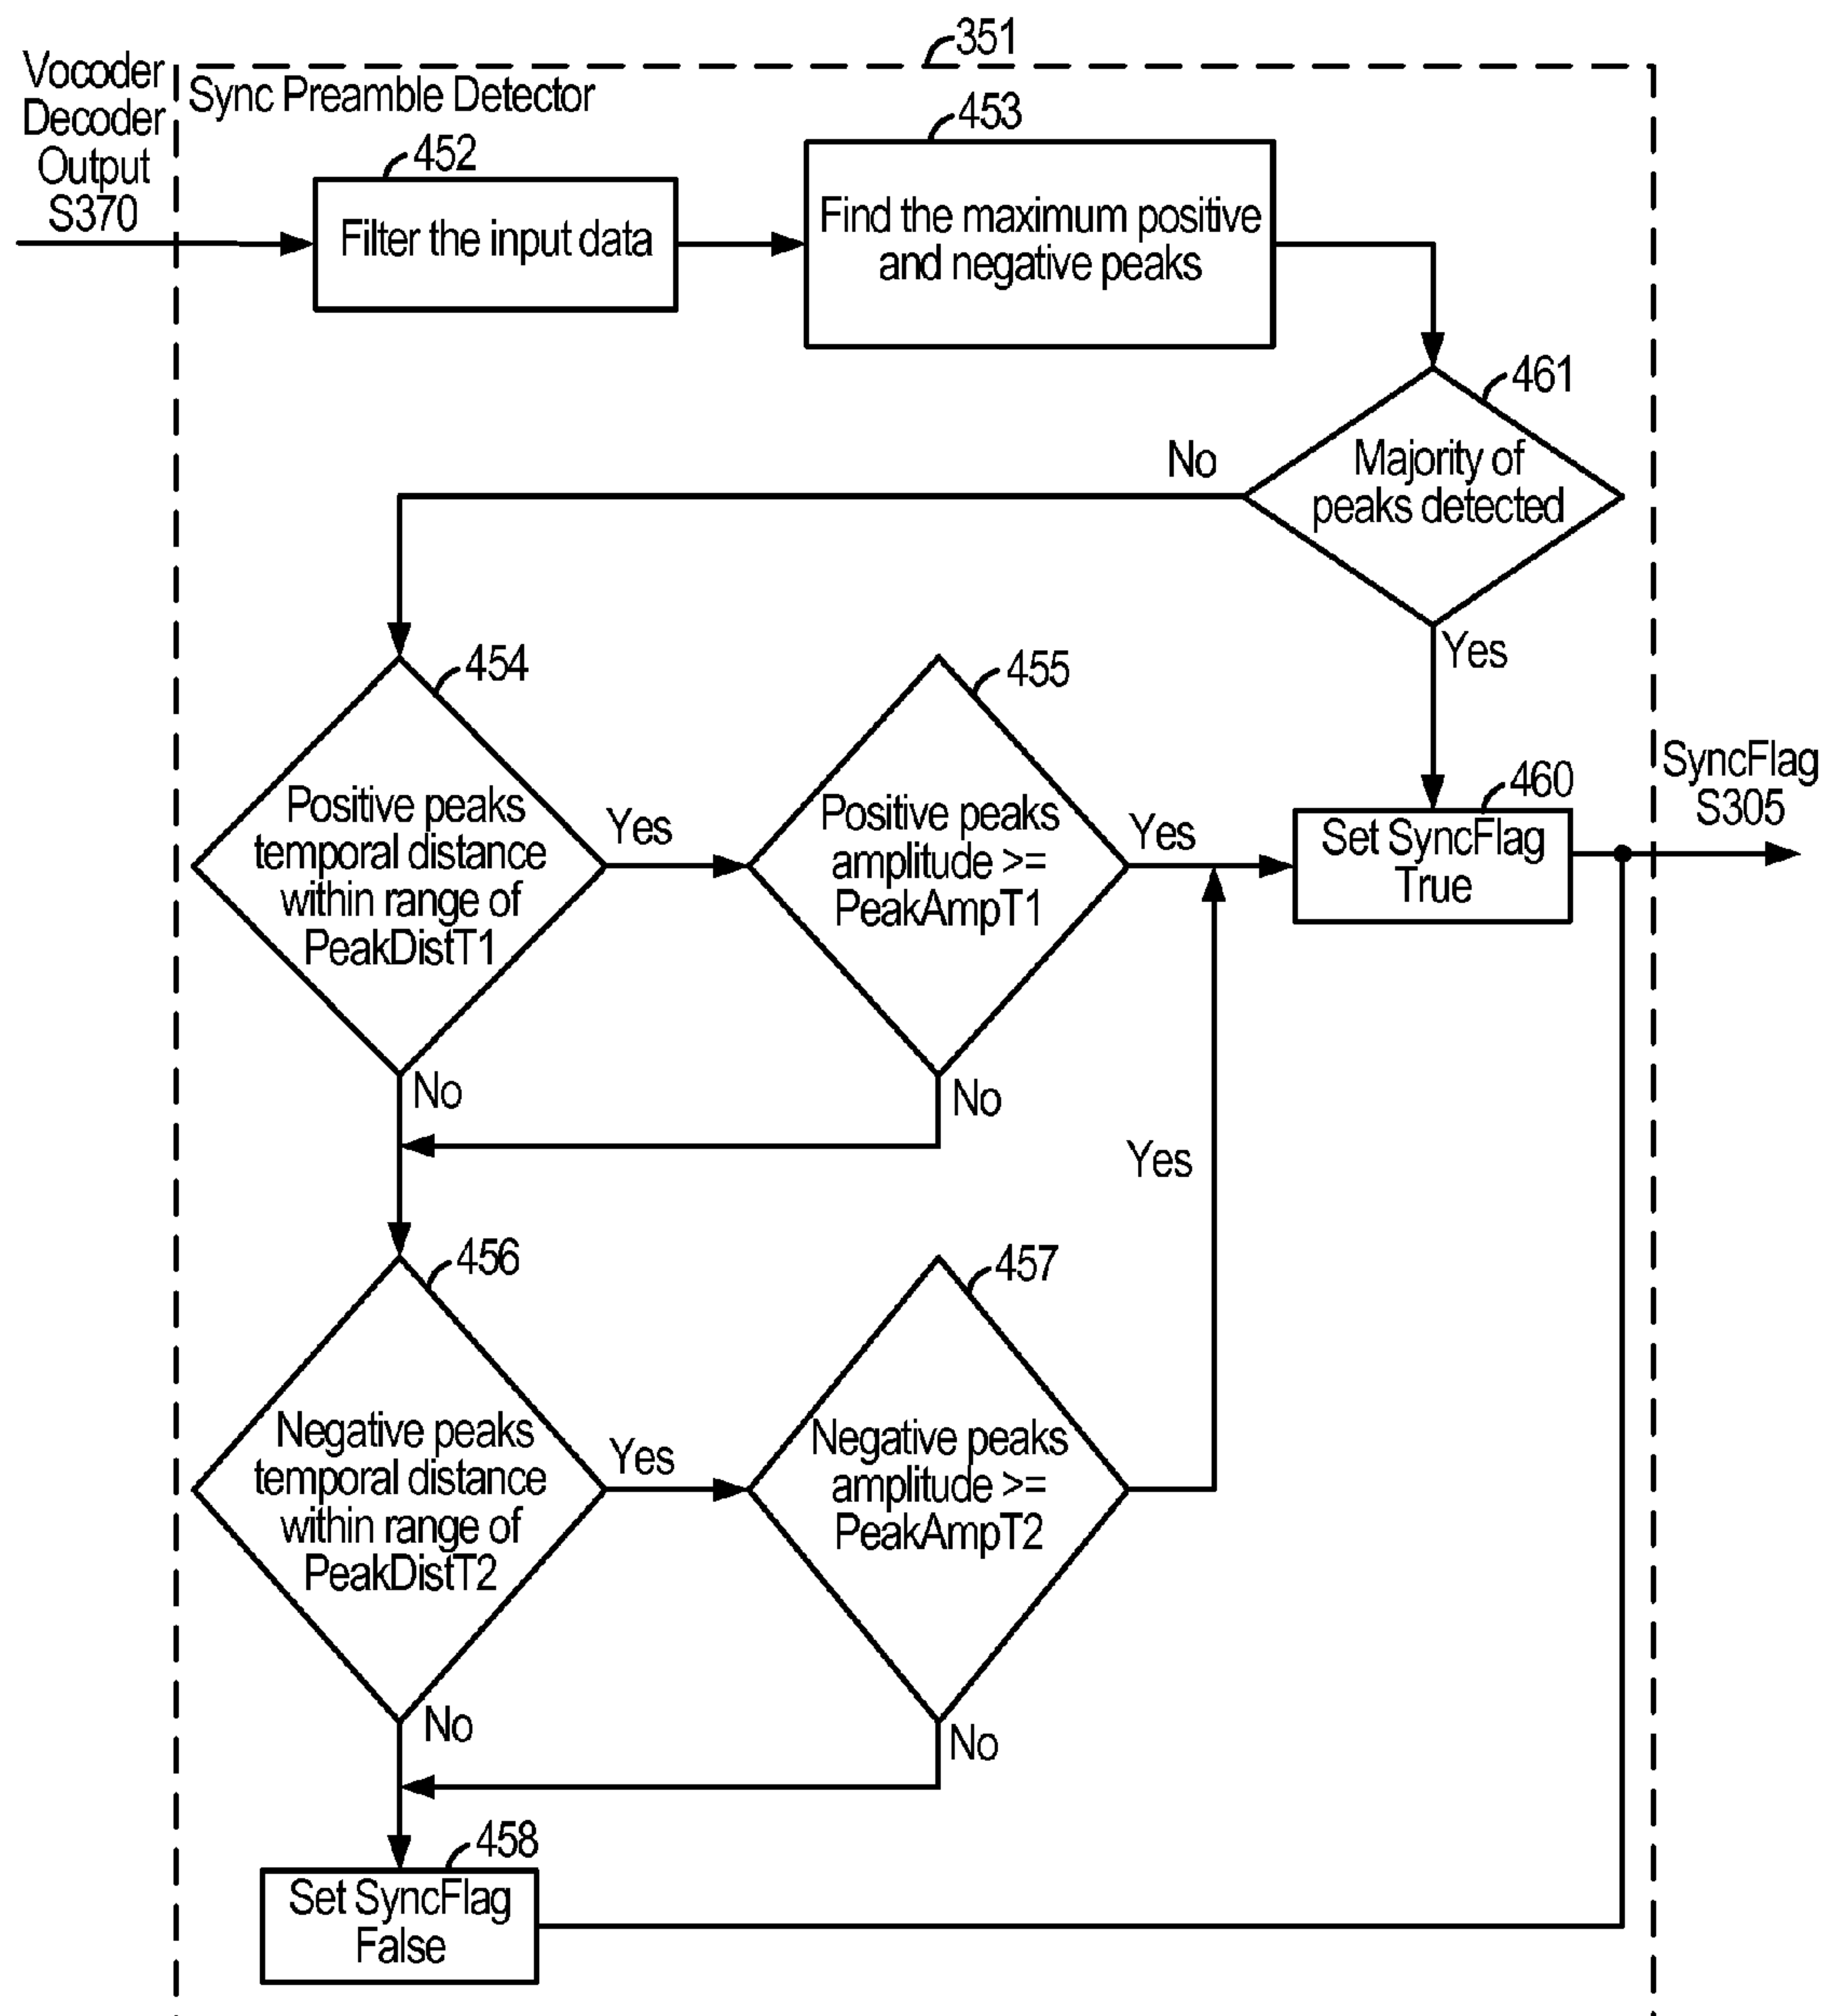 351
Vocoder
Decoder
Output
S370
Sync Preamble Detector
452
Filter the input data
453
Find the maximum positive
and negative peaks
461
Majority of
peaks detected
No
Yes
454
Positive peaks
temporal distance
within range of
PeakDistT1
Yes
No
455
Positive peaks
amplitude >=
PeakAmpT1
Yes
No
460
Set SyncFlag
True
SyncFlag
S305
456
Negative peaks
temporal distance
within range of
PeakDistT2
Yes
No
457
Negative peaks
amplitude >=
PeakAmpT2
Yes
No
458
Set SyncFlag
False